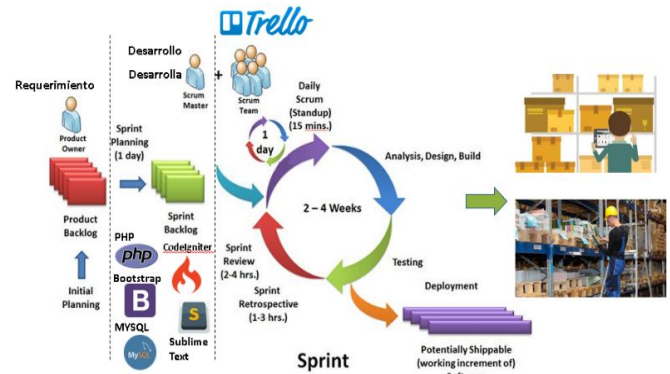 Trello
Desarrollo
Requerimiento
Desarrolla
+
Scrum
Master
Scrum
Team
Daily
Scrum
(Standup)
(15 mins.)
Product
Owner
Sprint
Planning
(1 day)
1
day
Analysis, Design, Build
2 – 4 Weeks
Product
Backlog
Sprint
Backlog
PHP
php
CodeIgniter
Sprint
Review
(2-4 hrs.)
Testing
Bootstrap
B
Initial
Planning
Sprint
Retrospective
(1-3 hrs.)
Deployment
S
MYSQL
MySQL
Sublime
Text
Sprint
Potentially Shippable
(working increment of)